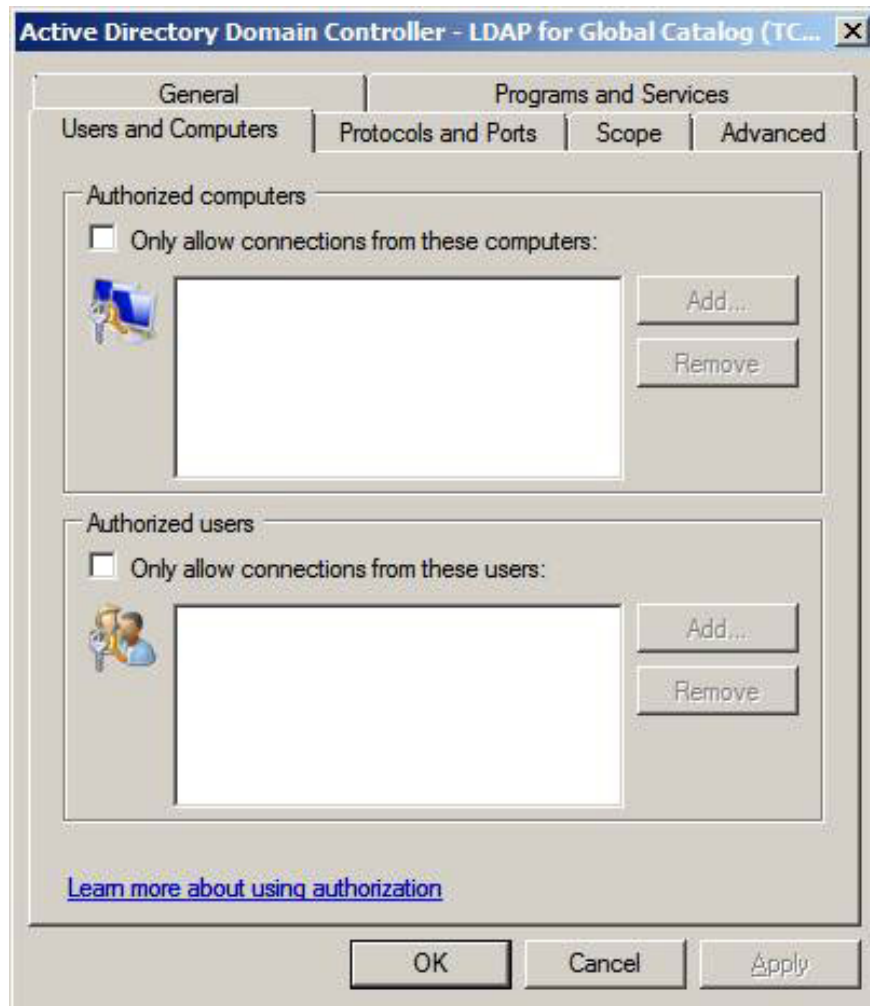 Active Directory Domain Controller - LDAP for Global Catalog (TC...
General
Programs and Services
Users and Computers
Protocols and Ports
Scope
Advanced
Authorized computers
Only allow connections from these computers:
Add...
Remove
Authorized users
Only allow connections from these users:
Add...
Remove
Learn more about using authorization
OK
Cancel
Apply